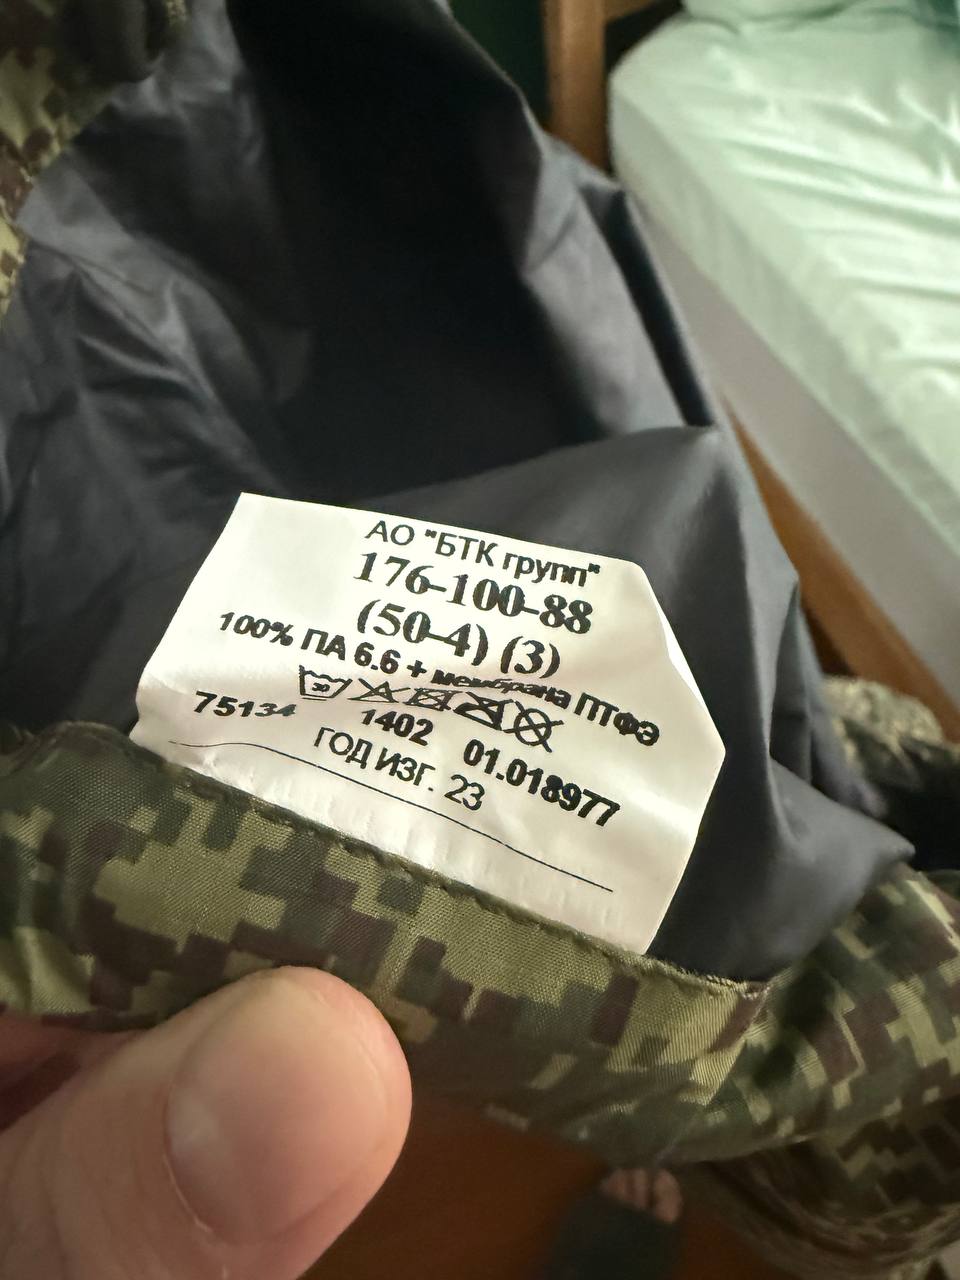 АО "БТК групп"
176-100-88
(50-4) (3)
100% ПА 6.6 + мембрана ПТФЭ
30
75134 1402 01.018977
ГОД ИЗГ. 23